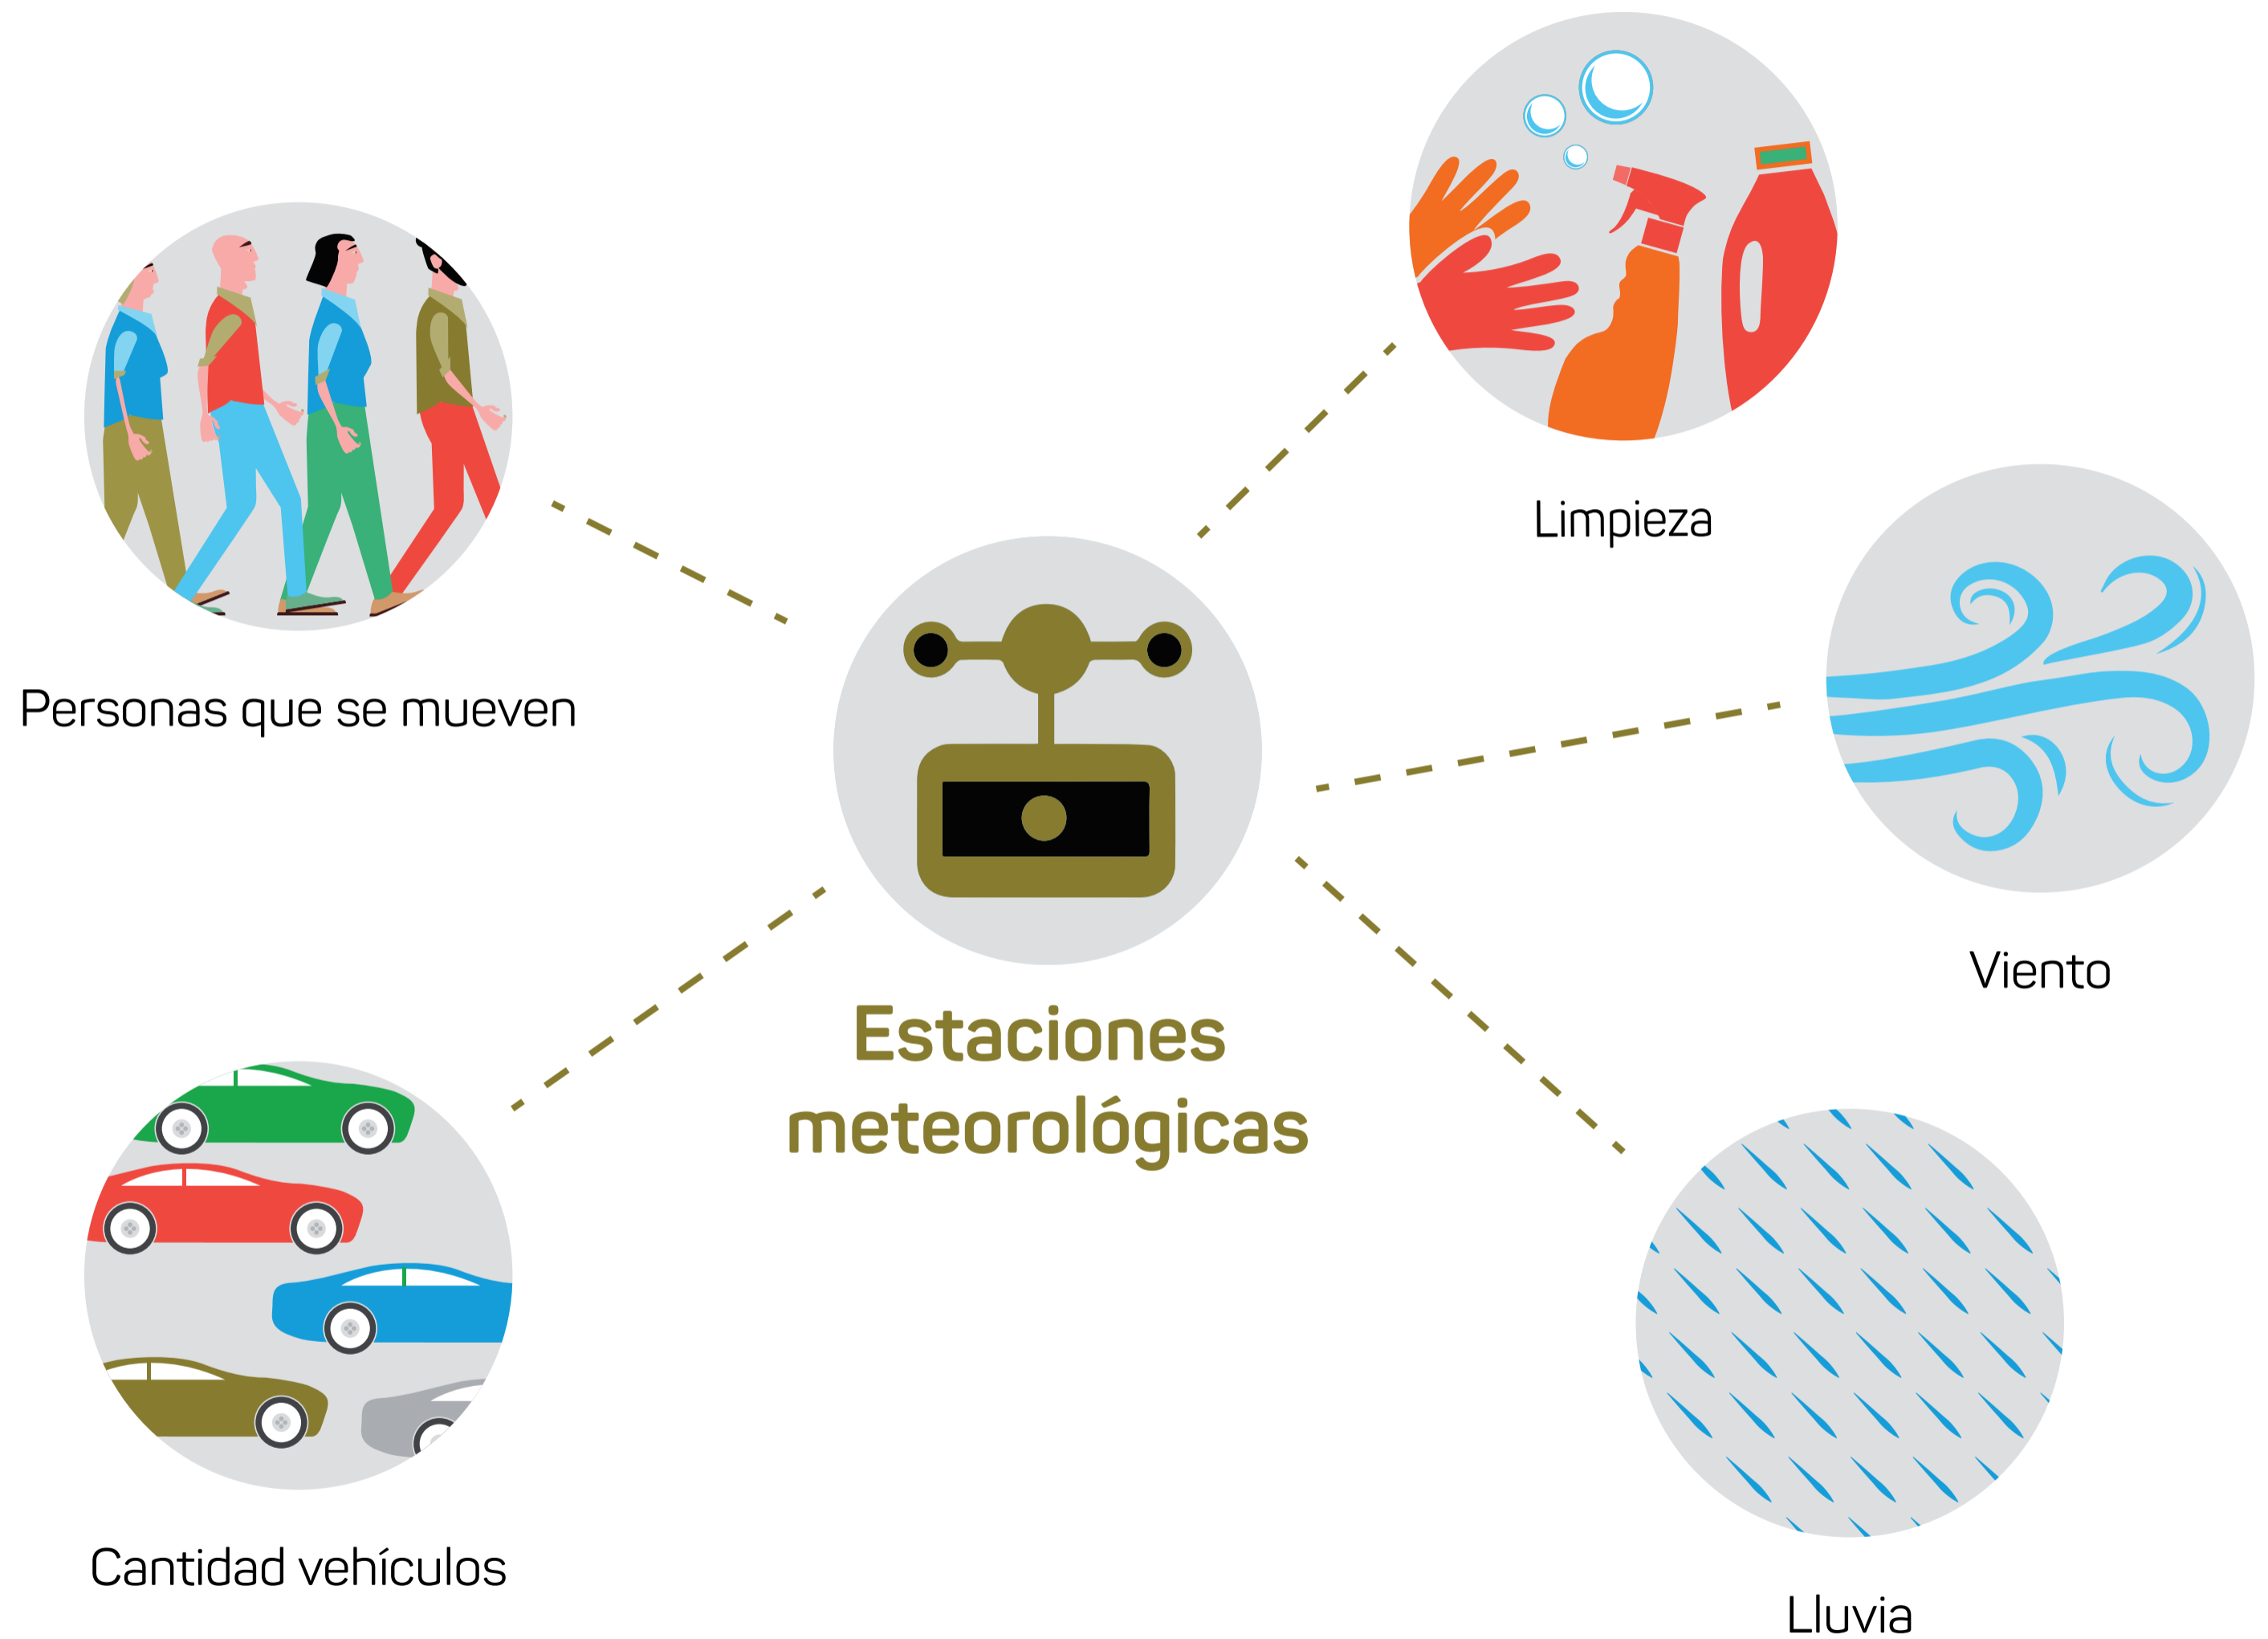 Limpieza
Personas que se mueven
Viento
Estaciones
meteorológicas
Cantidad vehículos
Lluvia